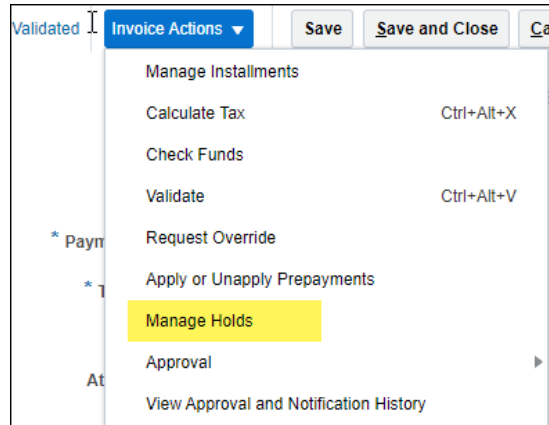 Validated Invoice Actions Save Save and Close Ca
Manage Installments
Calculate Tax Ctrl+Alt+X
Check Funds
Validate Ctrl+Alt+V
* Paym Request Override
Apply or Unapply Prepayments
* T
Manage Holds
Approval
At
View Approval and Notification History